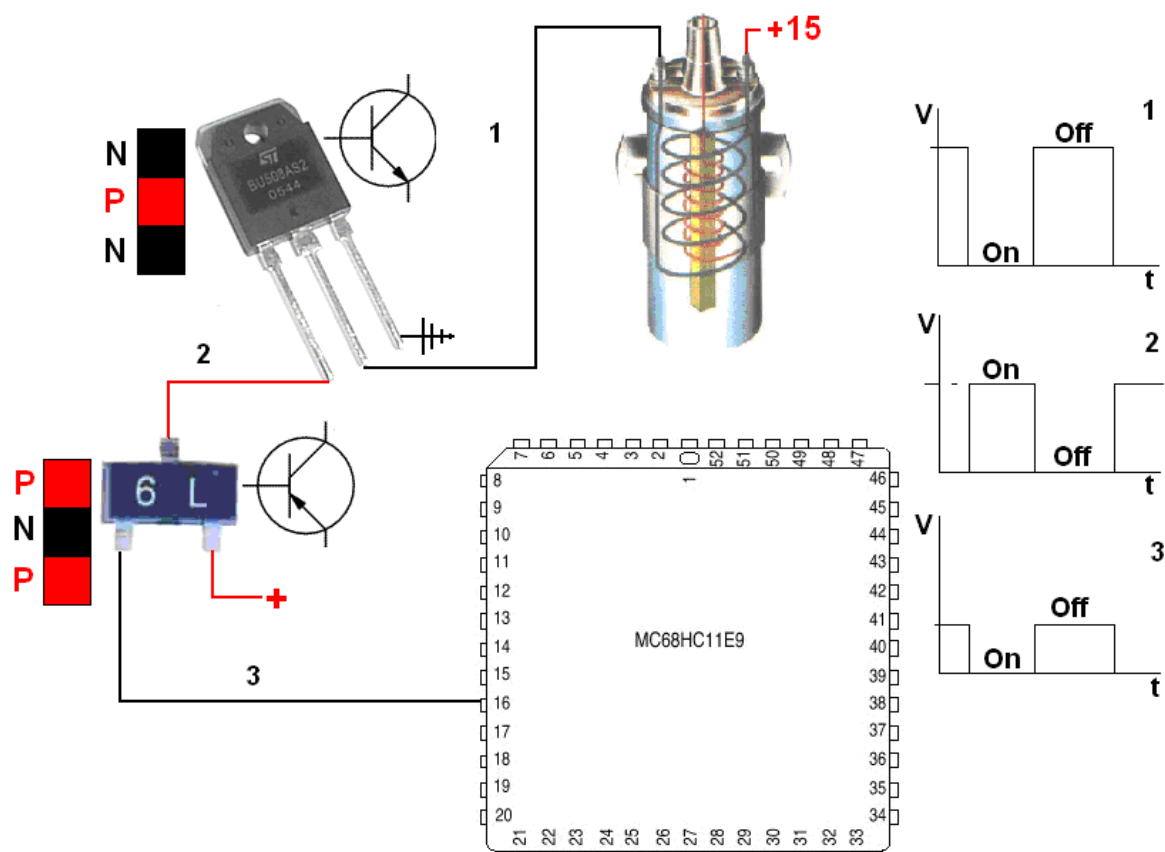 +15
N
P
N
ST
BU508AS2
0544
1
2
P
N
P
6 L
+
3
7 6 5 4 3 2 1 52 51 50 49 48 47
8
9
10
11
12
13
14
15
16
17
18
19
20
MC68HC11E9
46
45
44
43
42
41
40
39
38
37
36
35
34
21 22 23 24 25 26 27 28 29 30 31 32 33
V
1
Off
On
t
V
2
On
Off
V
3
Off
On
t